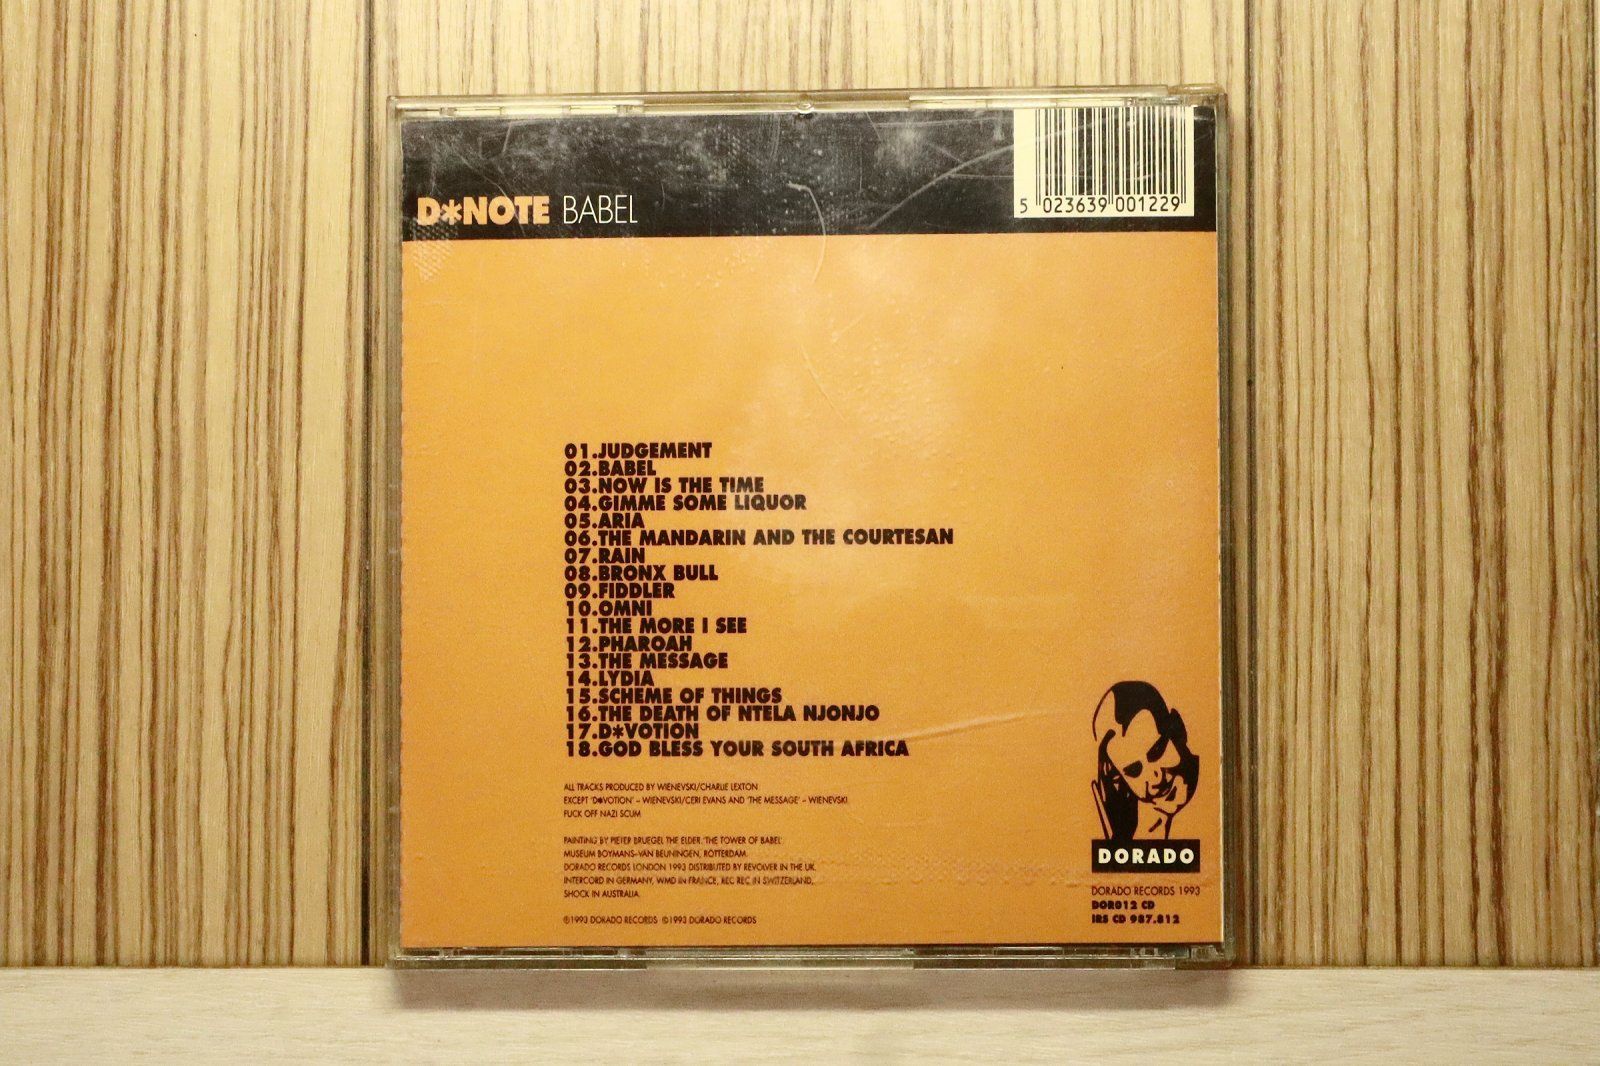 D*NOTE BABEL
5 023639 001229
01.JUDGEMENT
02.BABEL
03.NOW IS THE TIME
04.GIMME SOME LIQUOR
05.ARIA
06.THE MANDARIN AND THE COURTESAN
07.RAIN
08.BRONX BULL
09.FIDDLER
10.OMNI
11.THE MORE I SEE
12.PHAROAH
13.THE MESSAGE
14.LYDIA
15.SCHEME OF THINGS
16.THE DEATH OF NTELA NJONJO
17.D*VOTION
18.GOD BLESS YOUR SOUTH AFRICA
ALL TRACKS PRODUCED BY WIENEVSKI/CHARLIE LEXTON
EXCEPT 'D*VOTION' – WIENEVSKI/CERI EVANS AND 'THE MESSAGE' – WIENEVSKI.
FUCK OFF NAZI SCUM
PAINTING BY PIETER BRUEGEL THE ELDER 'THE TOWER OF BABEL'
MUSEUM BOYMANS–VAN BEUNINGEN, ROTTERDAM.
DORADO RECORDS LONDON 1993 DISTRIBUTED BY REVOLVER IN THE UK.
INTERCORD IN GERMANY, WMD IN FRANCE, REC REC IN SWITZERLAND,
SHOCK IN AUSTRALIA.
℗1993 DORADO RECORDS ©1993 DORADO RECORDS
DORADO
DORADO RECORDS 1993
DOR012 CD
IRS CD 987.812